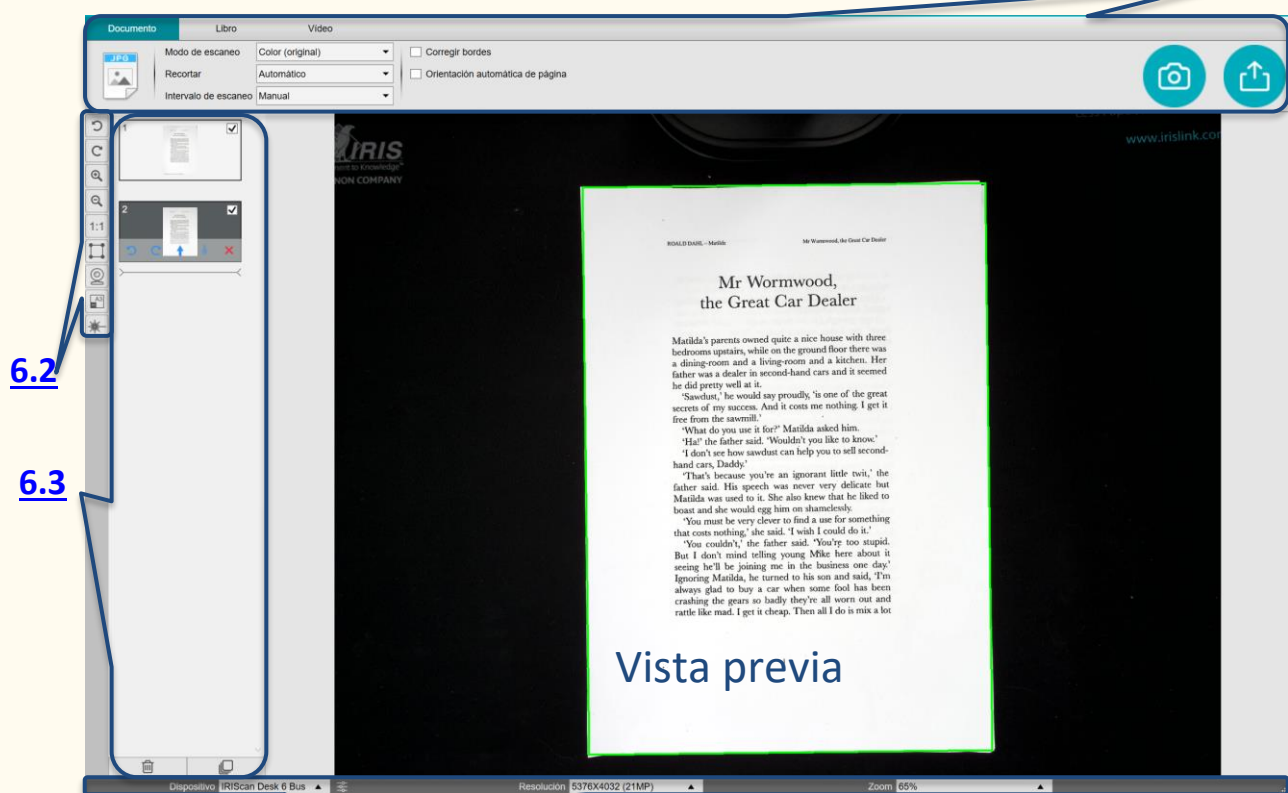 Documento Libro Vídeo
JPG
Modo de escaneo Color (original) Corregir bordes
Recortar Automático Orientación automática de página
Intervalo de escaneo Manual
1
2
1:1
A3
6.2
6.3
IRIS
to Knowledge
NON COMPANY
www.irislink.com
ROALD DAHL – Matilda Mr Wormwood, the Great Car Dealer
Mr Wormwood,
the Great Car Dealer
Matilda's parents owned quite a nice house with three
bedrooms upstairs, while on the ground floor there was
a dining-room and a living-room and a kitchen. Her
father was a dealer in second-hand cars and it seemed
he did pretty well at it.
'Sawdust,' he would say proudly, 'is one of the great
secrets of my success. And it costs me nothing. I get it
free from the sawmill.'
'What do you use it for?' Matilda asked him.
'Ha!' the father said. 'Wouldn't you like to know.'
'I don't see how sawdust can help you to sell second-
hand cars, Daddy.'
'That's because you're an ignorant little twit,' the
father said. His speech was never very delicate but
Matilda was used to it. She also knew that he liked to
boast and she would egg him on shamelessly.
'You must be very clever to find a use for something
that costs nothing,' she said. 'I wish I could do it.'
'You couldn't,' the father said. 'You're too stupid.
But I don't mind telling young Mike here about it
seeing he'll be joining me in the business one day.'
Ignoring Matilda, he turned to his son and said, 'I'm
always glad to buy a car when some fool has been
crashing the gears so badly they're all worn out and
rattle like mad. I get it cheap. Then all I do is mix a lot
Vista previa
Dispositivo IRIScan Desk 6 Bus Resolución 5376X4032 (21MP) Zoom 65%